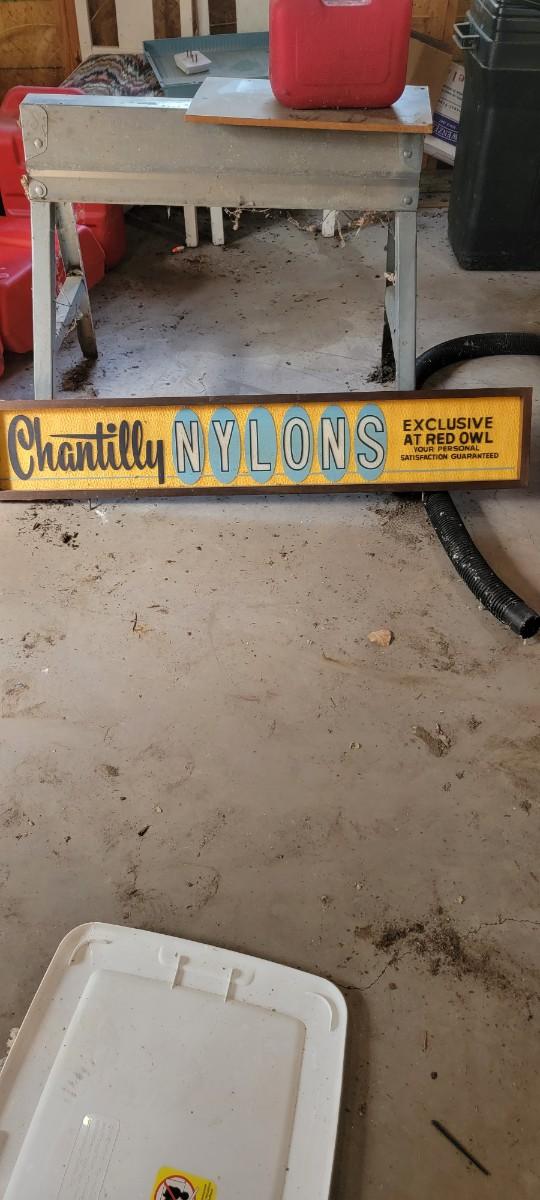 Chantilly NYLONS
EXCLUSIVE
AT RED OWL
YOUR PERSONAL
SATISFACTION GUARANTEED